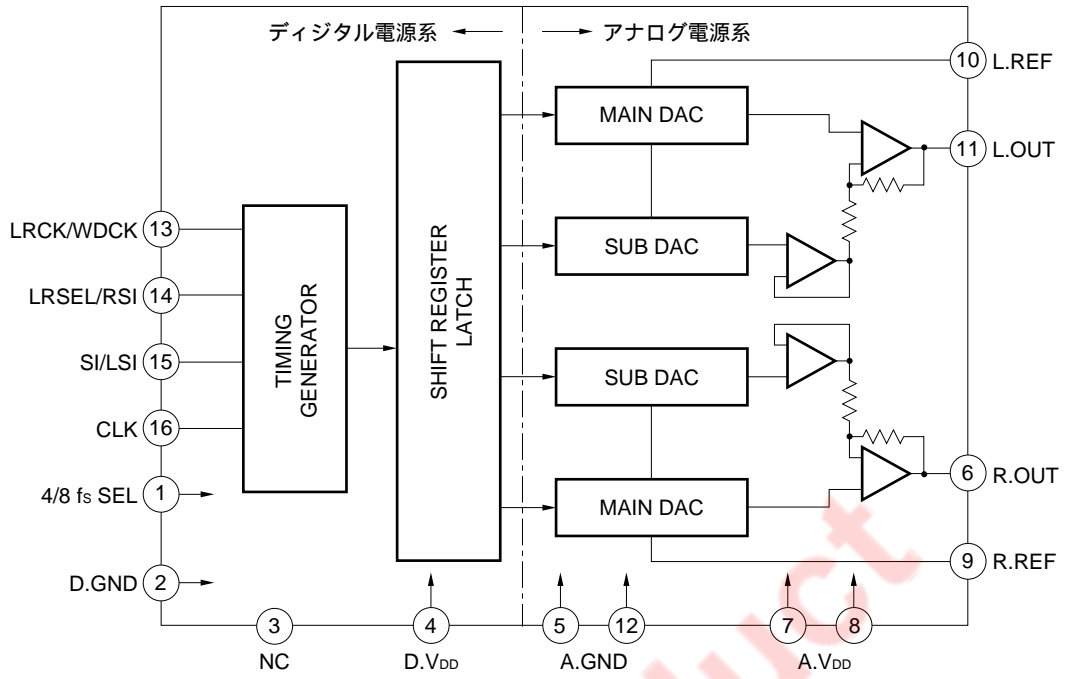 ディジタル電源系
アナログ電源系
10 L.REF
MAIN DAC
11 L.OUT
LRCK/WDCK 13
SUB DAC
LRSEL/RSI 14
TIMING
GENERATOR
SHIFT REGISTER
LATCH
SI/LSI 15
SUB DAC
CLK 16
6 R.OUT
4/8 fs SEL 1
MAIN DAC
9 R.REF
D.GND 2
3
4
5
12
7
8
NC
D.VDD
A.GND
A.VDD